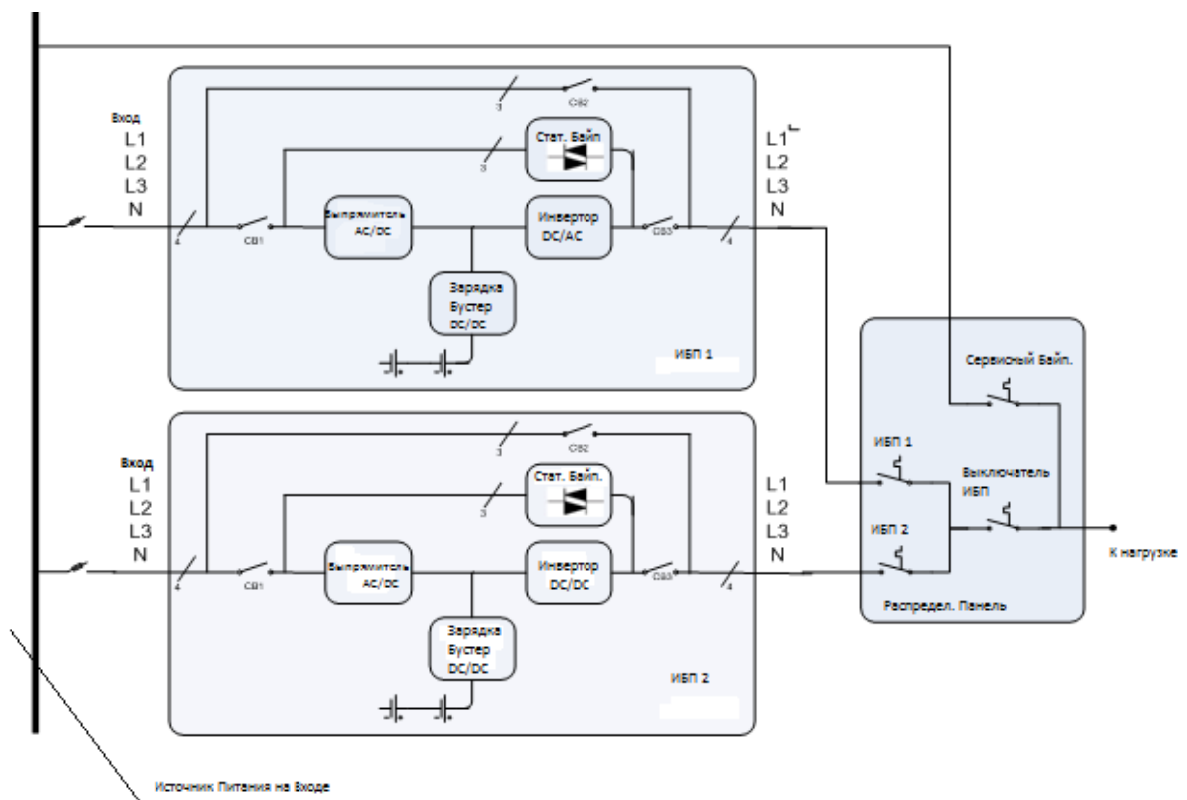 Вход
L1
L2
L3
N
4
CB1
3
CB2
3
Стат. Байп
Выпрямитель
AC/DC
Инвертор
DC/AC
CB3
4
L1
L2
L3
N
Зарядка
Бустер
DC/DC
ИБП 1
Вход
L1
L2
L3
N
4
CB1
3
CB2
3
Стат. Байп.
Выпрямитель
AC/DC
Инвертор
DC/DC
CB3
4
L1
L2
L3
N
Зарядка
Бустер
DC/DC
ИБП 2
Сервисный Байп.
ИБП 1
Выключатель
ИБП
ИБП 2
К нагрузке
Распредел. Панель
Источник Питания на Входе